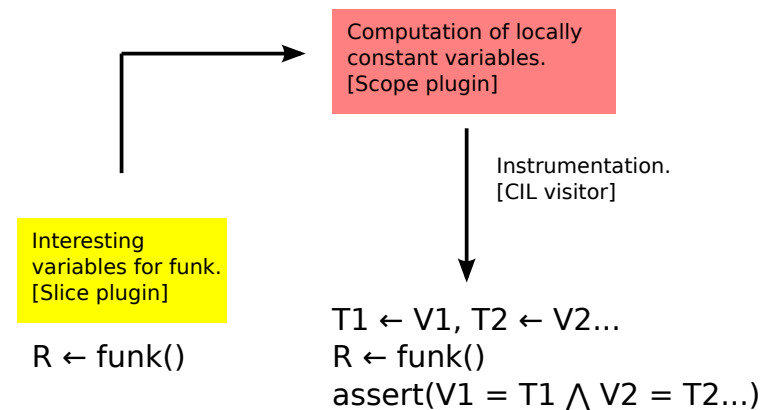 Computation of locally
constant variables.
[Scope plugin]
Instrumentation.
[CIL visitor]
Interesting
variables for funk.
[Slice plugin]
R ← funk()
T1 ← V1, T2 ← V2...
R ← funk()
assert(V1 = T1 ⋀ V2 = T2...)